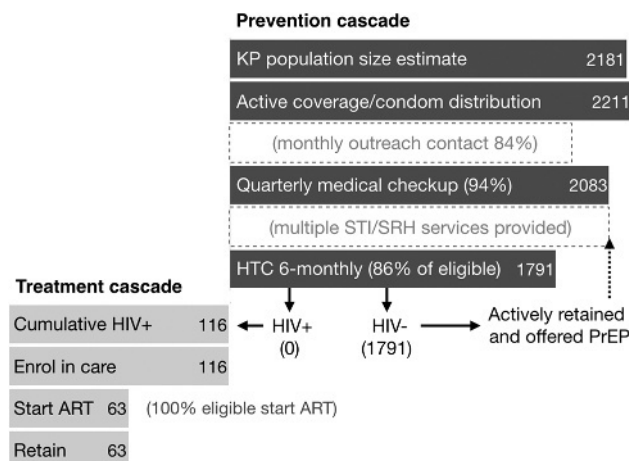 Prevention cascade
KP population size estimate 2181
Active coverage/condom distribution 2211
(monthly outreach contact 84%)
Quarterly medical checkup (94%) 2083
(multiple STI/SRH services provided)
HTC 6-monthly (86% of eligible) 1791
Treatment cascade
Cumulative HIV+ 116
HIV+
(0)
HIV-
(1791)
Actively retained
and offered PrEP
Enrol in care 116
Start ART 63 (100% eligible start ART)
Retain 63